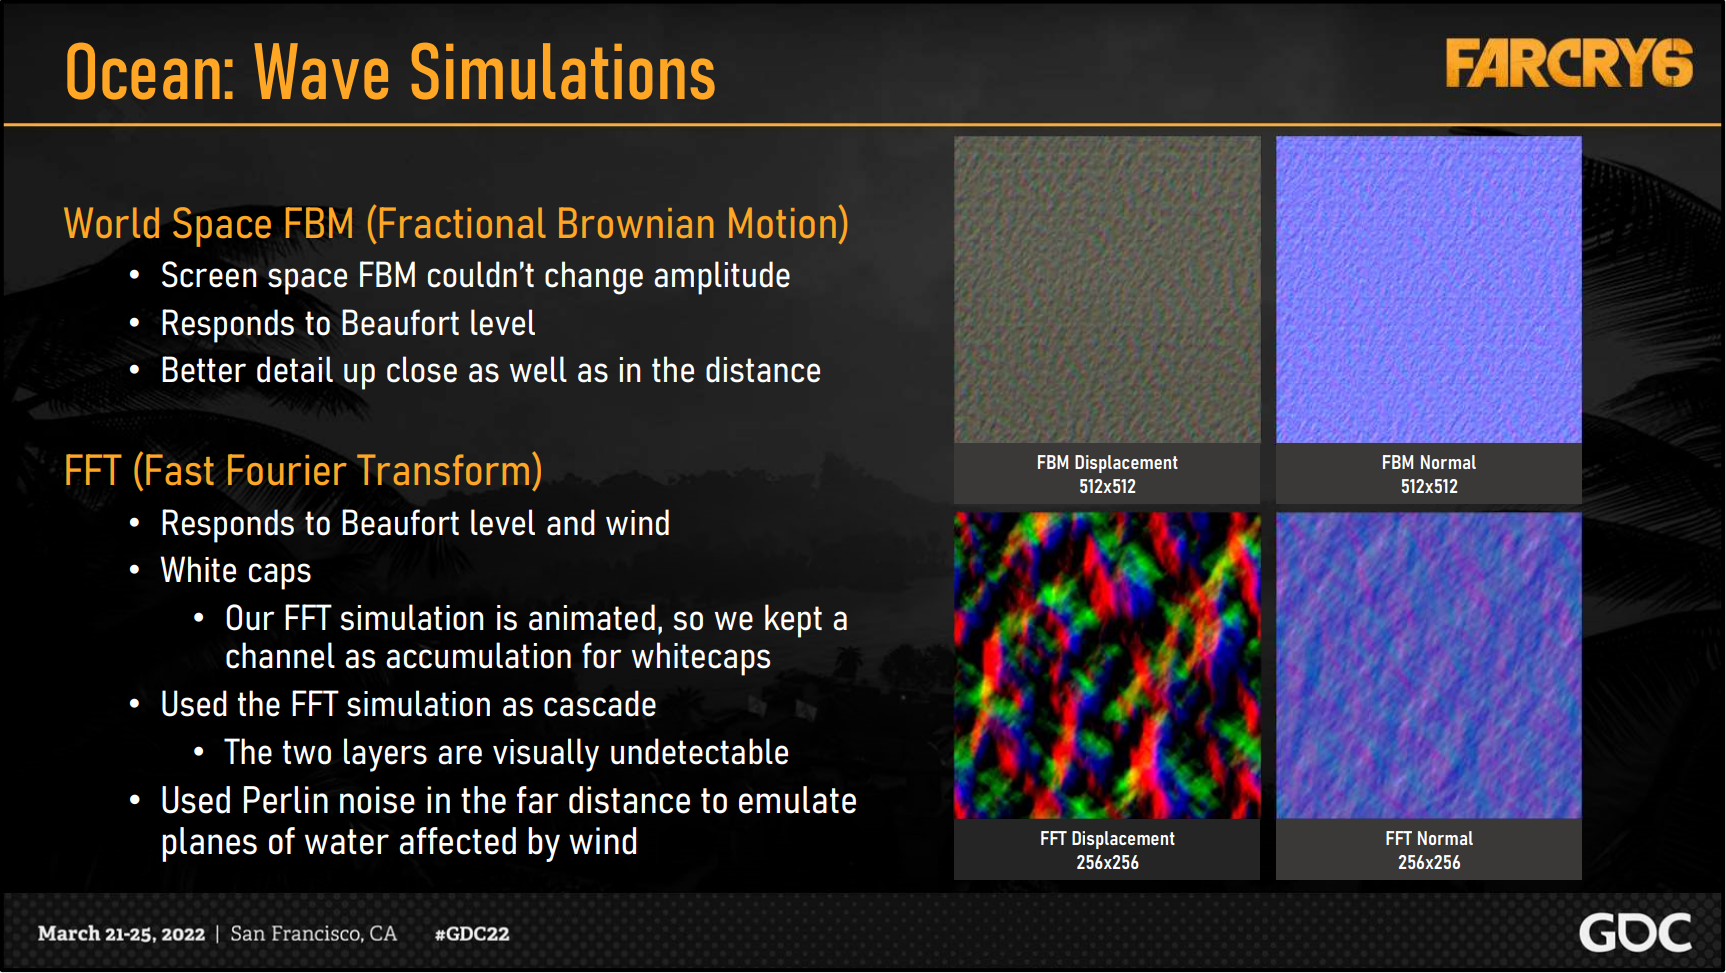 Ocean: Wave Simulations
FARCRY6
World Space FBM (Fractional Brownian Motion)
• Screen space FBM couldn’t change amplitude
• Responds to Beaufort level
• Better detail up close as well as in the distance
FFT (Fast Fourier Transform)
• Responds to Beaufort level and wind
• White caps
• Our FFT simulation is animated, so we kept a
channel as accumulation for whitecaps
• Used the FFT simulation as cascade
• The two layers are visually undetectable
• Used Perlin noise in the far distance to emulate
planes of water affected by wind
FBM Displacement
512x512
FBM Normal
512x512
FFT Displacement
256x256
FFT Normal
256x256
March 21-25, 2022 | San Francisco, CA #GDC22
GDC